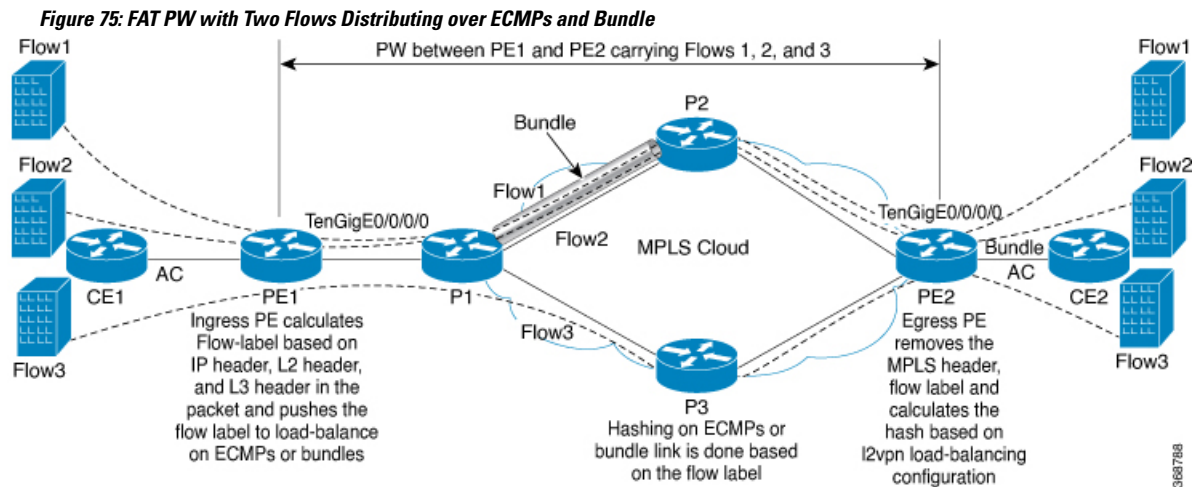 Figure 75: FAT PW with Two Flows Distributing over ECMPs and Bundle
Flow1
PW between PE1 and PE2 carrying Flows 1, 2, and 3
Flow1
P2
Bundle
Flow2
Flow1
Flow2
TenGigE0/0/0/0
Flow2
MPLS Cloud
TenGigE0/0/0/0
Bundle
AC
AC
CE1
PE1
P1
PE2
CE2
Flow3
Flow3
Flow3
Ingress PE calculates
Flow-label based on
IP header, L2 header,
and L3 header in the
packet and pushes the
flow label to load-balance
on ECMPs or bundles
P3
Hashing on ECMPs or
bundle link is done based
on the flow label
Egress PE
removes the
MPLS header,
flow label and
calculates the
hash based on
l2vpn load-balancing
configuration
368788